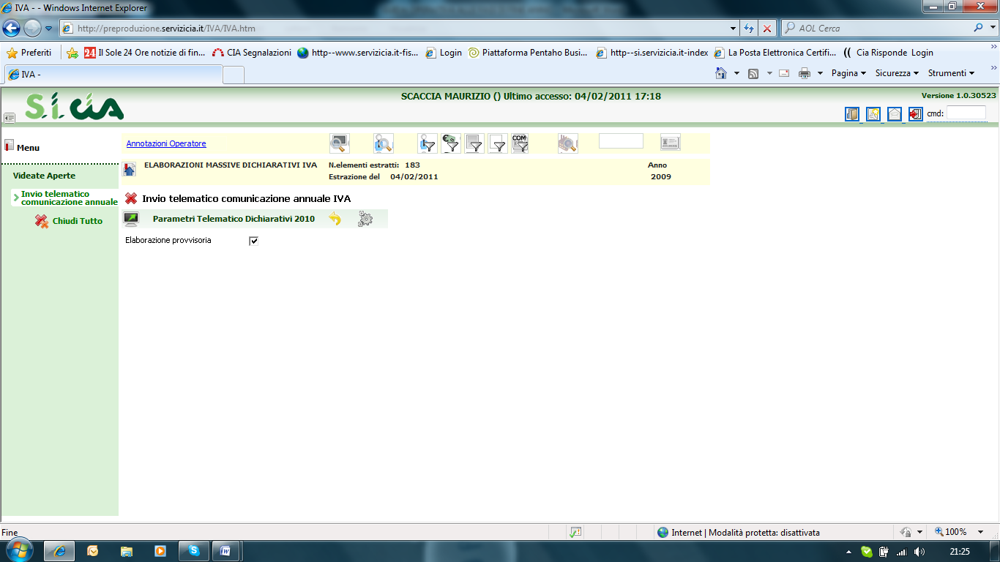 IVA - - Windows Internet Explorer
http://preproduzione.servizicia.it/IVA/IVA.htm
AOL Cerca
Preferiti
24 Il Sole 24 Ore notizie di fin...
CIA Segnalazioni
http--www.servizicia.it-fis...
Login
Piattaforma Pentaho Busi...
http--si.servizicia.it-index
La Posta Elettronica Certifi...
Cia Risponde Login
IVA -
Pagina
Sicurezza
Strumenti
S.I. CIA
SCACCIA MAURIZIO () Ultimo accesso: 04/02/2011 17:18
Versione 1.0.30523
cmd:
Menu
Annotazioni Operatore
COM
ELABORAZIONI MASSIVE DICHIARATIVI IVA
N.elementi estratti: 183
Anno
Estrazione del 04/02/2011
2009
Videate Aperte
Invio telematico
comunicazione annuale
Chiudi Tutto
Invio telematico comunicazione annuale IVA
Parametri Telematico Dichiarativi 2010
Elaborazione provvisoria
Fine
Internet | Modalità protetta: disattivata
100%
21:25